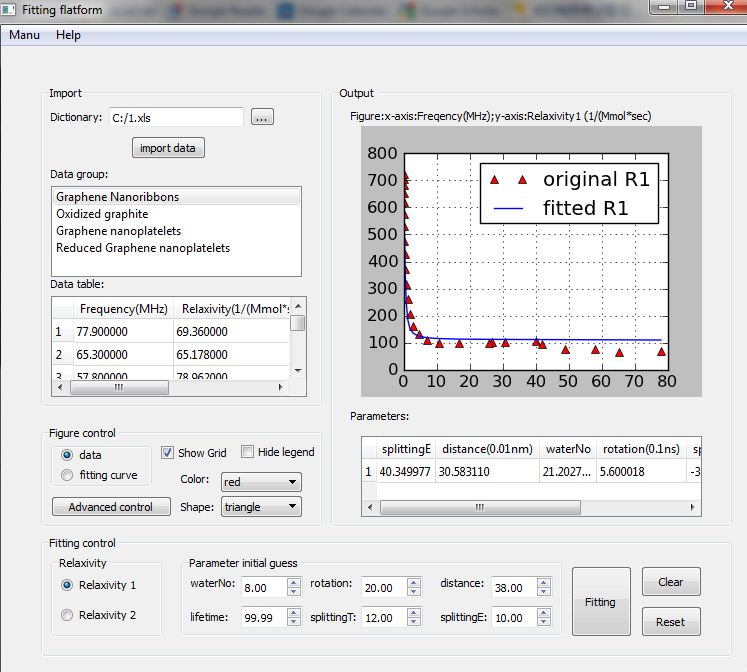 Fitting flatform
Manu Help
Import
Dictionary: C:/1.xls ...
import data
Data group:
Graphene Nanoribbons
Oxidized graphite
Graphene nanoplatelets
Reduced Graphene nanoplatelets
Data table:
Frequency(MHz) Relaxivity(1/(Mmol*s
1 77.900000 69.360000
2 65.300000 65.178000
3 57.800000 78.962000
Figure control
data
fitting curve
Show Grid Hide legend
Color: red
Advanced control Shape: triangle
Output
Figure:x-axis:Freqency(MHz);y-axis:Relaxivity1 (1/(Mmol*sec)
800
700
600
500
400
300
200
100
0
original R1
fitted R1
0 10 20 30 40 50 60 70 80
Parameters:
splittingE distance(0.01nm) waterNo rotation(0.1ns) sp
1 40.349977 30.583110 21.2027... 5.600018 -3
Fitting control
Relaxivity
Relaxivity 1
Relaxivity 2
Parameter initial guess
waterNo: 8.00 rotation: 20.00 distance: 38.00
lifetime: 99.99 splittingT: 12.00 splittingE: 10.00
Fitting
Clear
Reset